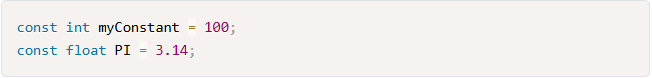 const int myConstant = 100;
const float PI = 3.14;